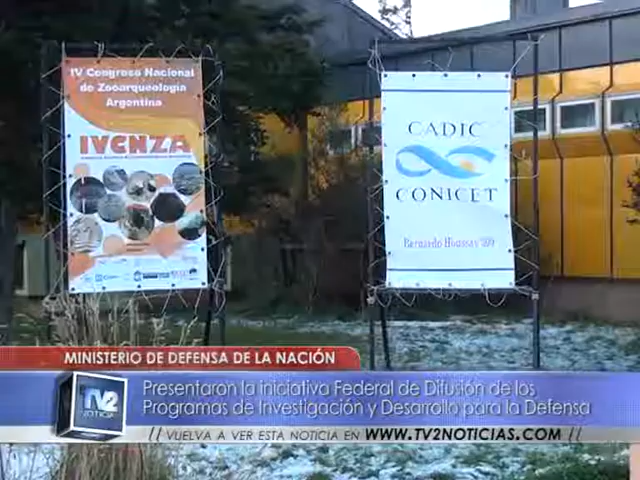 IV Congreso Nacional
de Zooarqueología
Argentina
IVCNZA
CADIC
CONICET
Bernardo Houssay 200
MINISTERIO DE DEFENSA DE LA NACIÓN
TV2
NOTICIAS
Presentaron la iniciativa Federal de Difusión de los
Programas de Investigación y Desarrollo para la Defensa
// VUELVA A VER ESTA NOTICIA EN WWW.TV2NOTICIAS.COM //